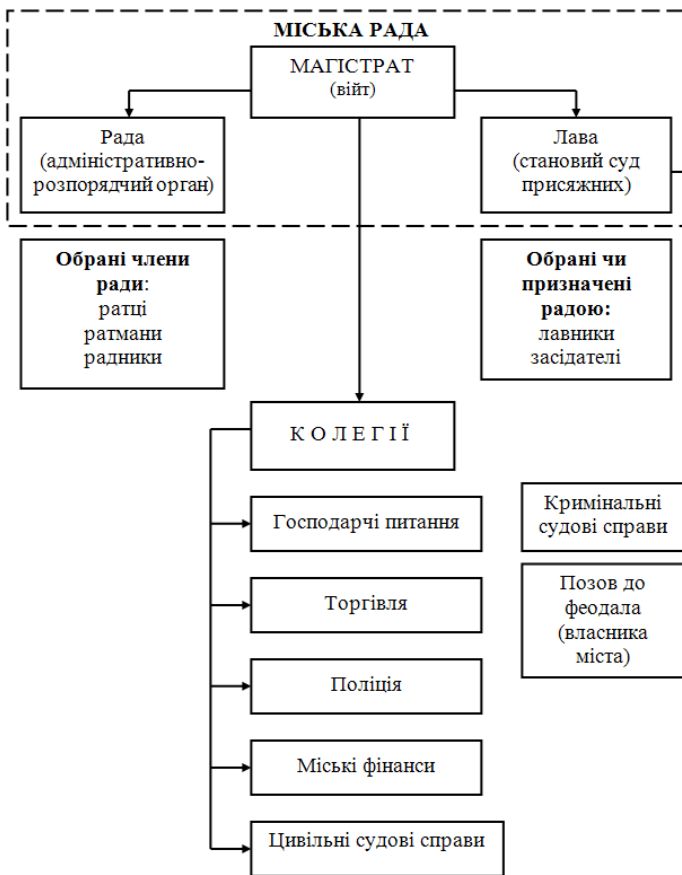 МІСЬКА РАДА
МАГІСТРАТ
(війт)
Рада
(адміністративно-
розпорядчий орган)
Лава
(становий суд
присяжних)
Обрані члени
ради:
ратці
ратмани
радники
Обрані чи
призначені
радою:
лавники
засідателі
К О Л Е Г І Ї
Господарчі питання
Кримінальні
судові справи
Торгівля
Позов до
феодала
(власника
міста)
Поліція
Міські фінанси
Цивільні судові справи